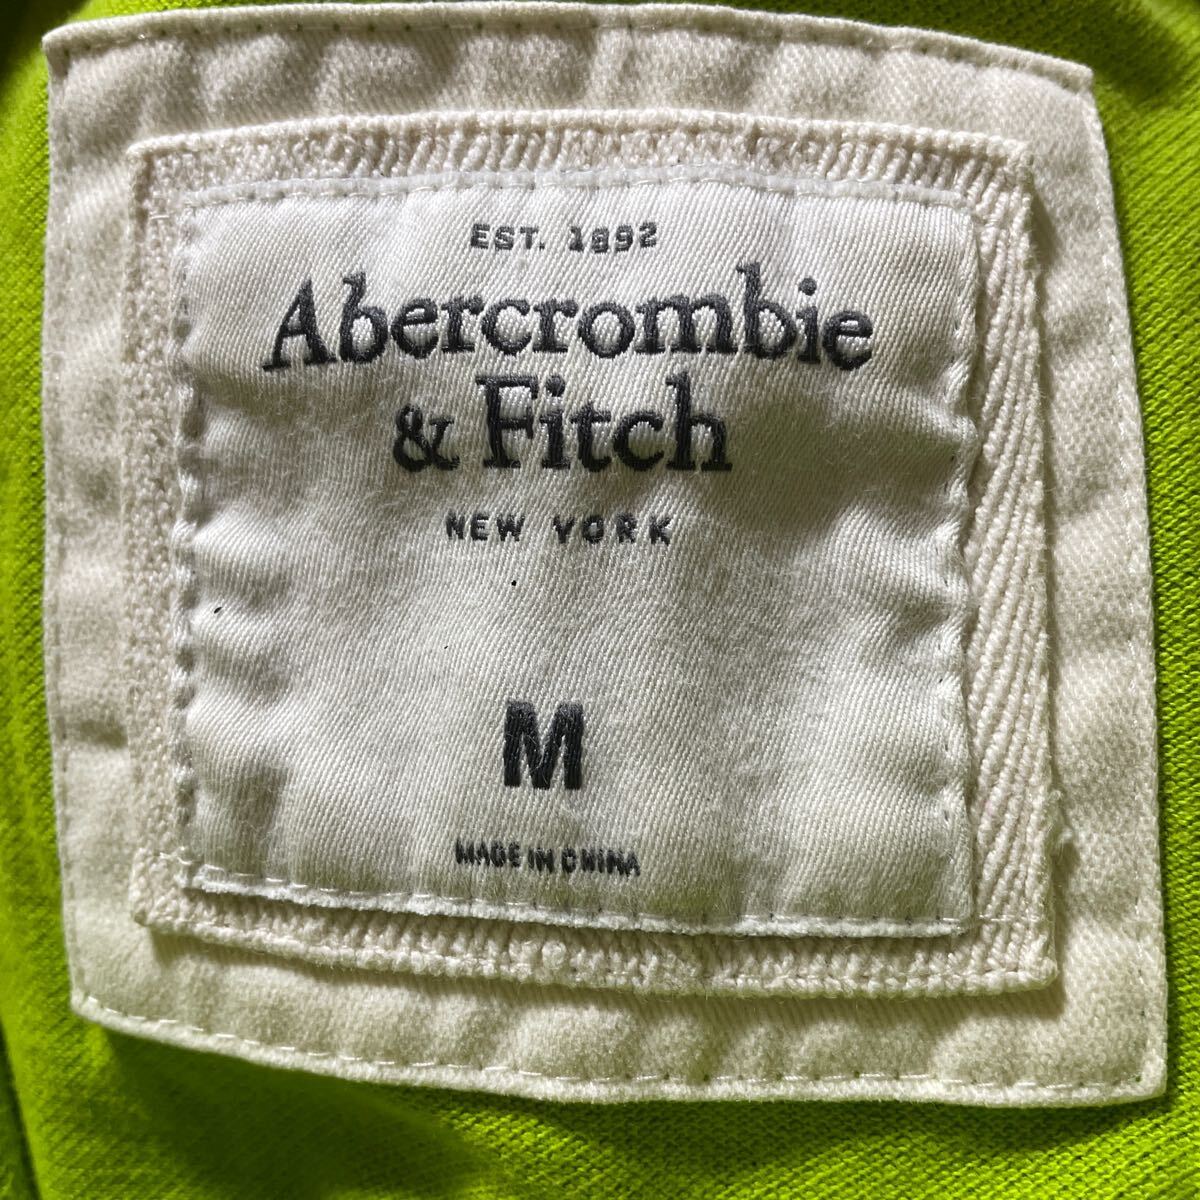 EST. 1892
Abercrombie
& Fitch
NEW YORK
M
MADE IN CHINA